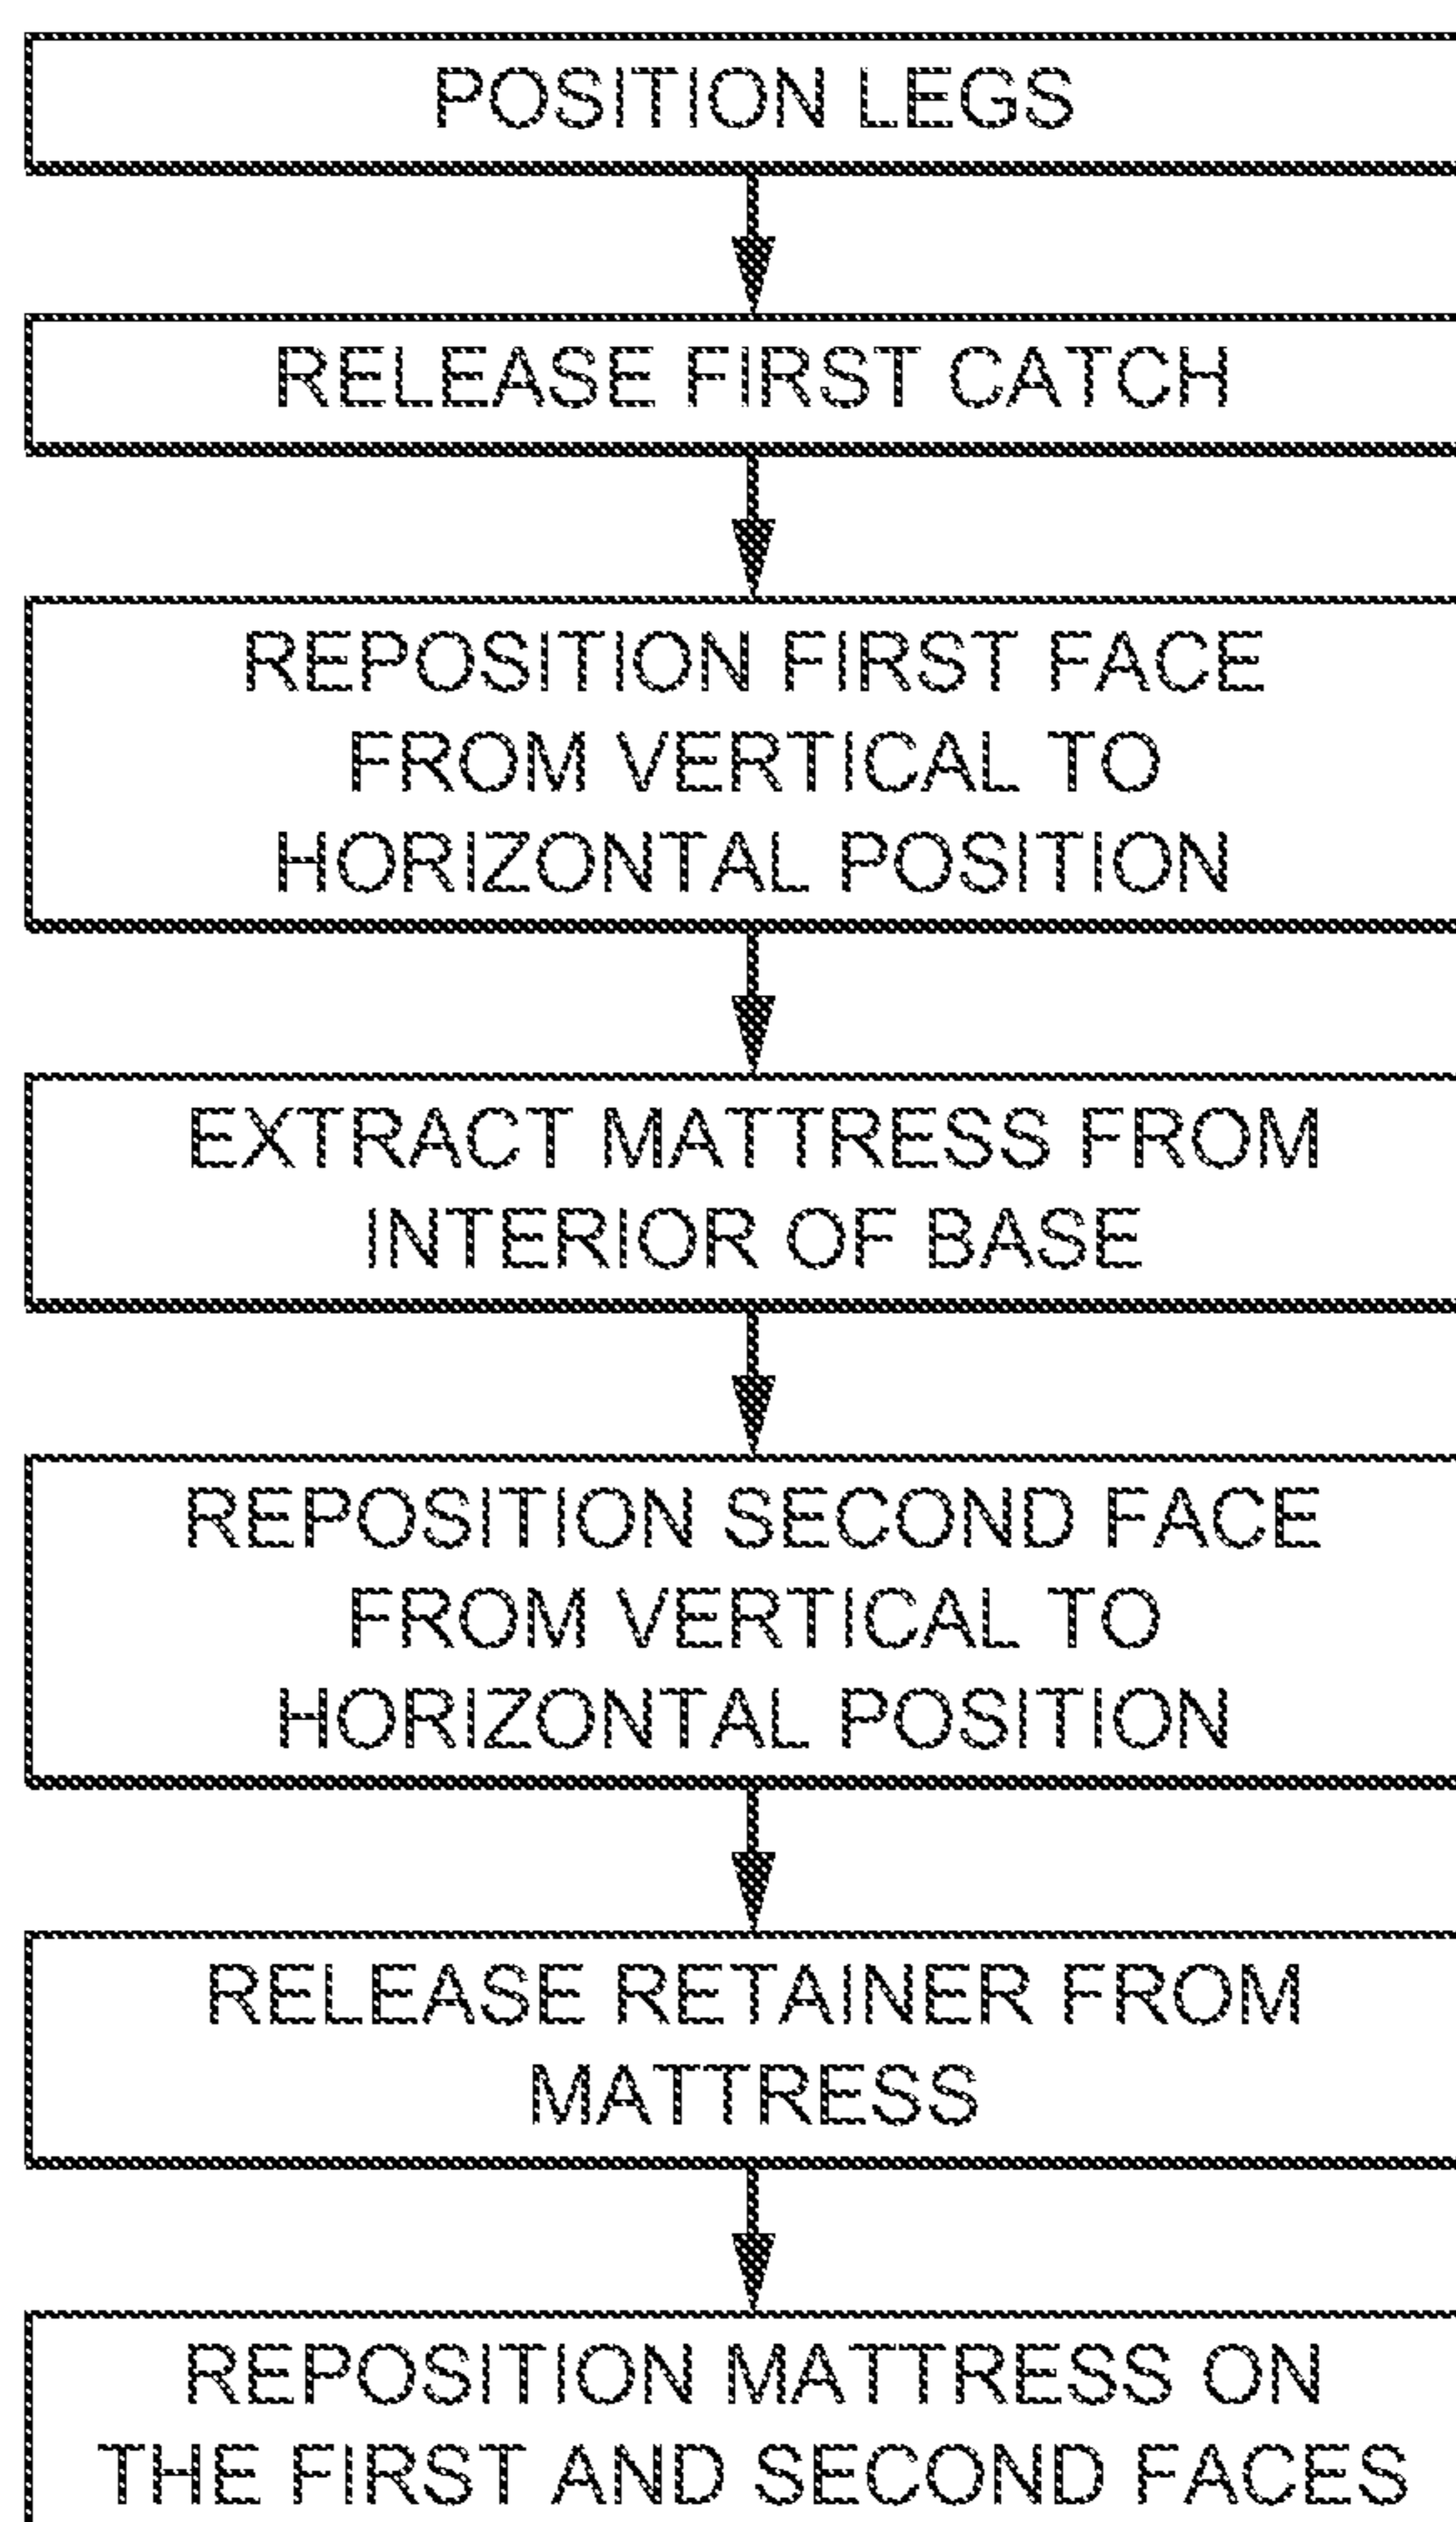 POSITION LEGS
RELEASE FIRST CATCH
REPOSITION FIRST FACE
FROM VERTICAL TO
HORIZONTAL POSITION
EXTRACT MATTRESS FROM
INTERIOR OF BASE
REPOSITION SECOND FACE
FROM VERTICAL TO
HORIZONTAL POSITION
RELEASE RETAINER FROM
MATTRESS
REPOSITION MATTRESS ON
THE FIRST AND SECOND FACES